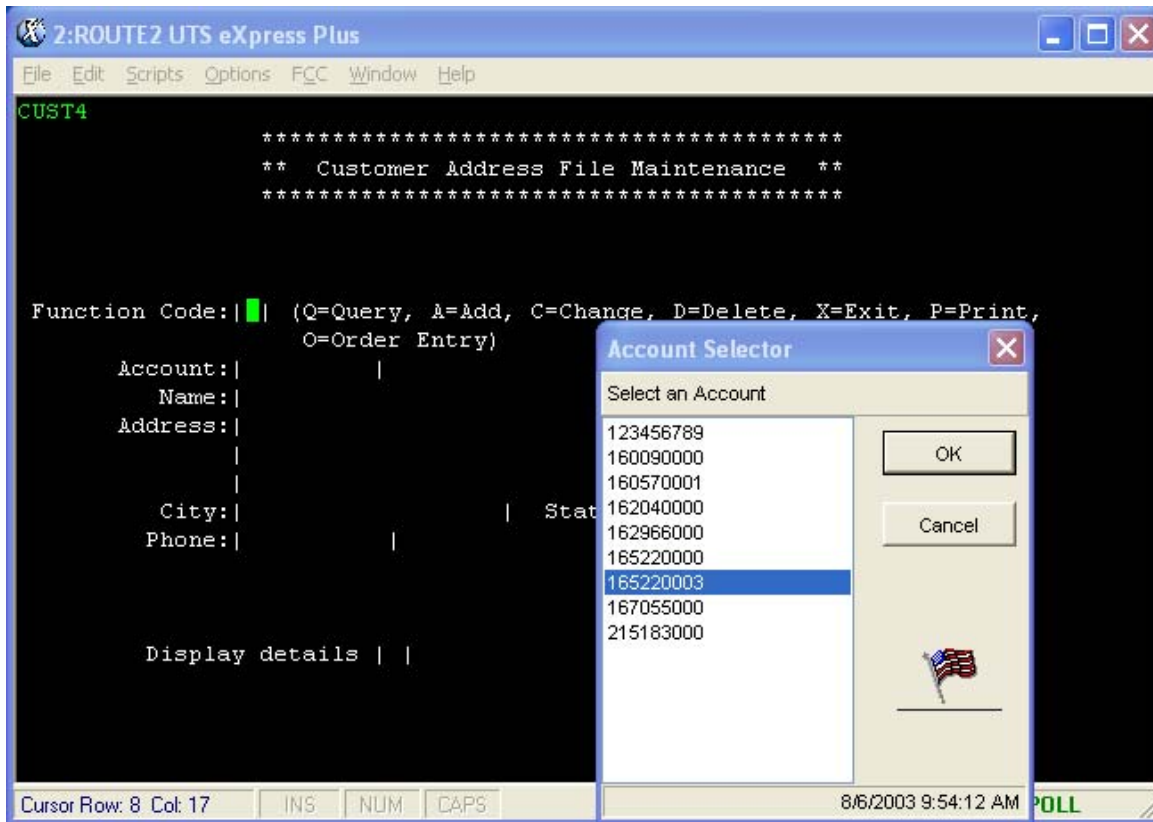 2:ROUTE2 UTS eXpress Plus
File Edit Scripts Options FCC Window Help
CUST4
*****************************************
** Customer Address File Maintenance **
*****************************************
Function Code:| | (Q=Query, A=Add, C=Change, D=Delete, X=Exit, P=Print,
O=Order Entry)
Account:| |
Name:|
Address:|
|
|
City:| | Stat
Phone:| |
Display details | |
Account Selector
Select an Account
123456789
160090000
160570001
162040000
162966000
165220000
165220003
167055000
215183000
OK
Cancel
8/6/2003 9:54:12 AM
Cursor Row: 8 Col: 17 INS NUM CAPS POLL